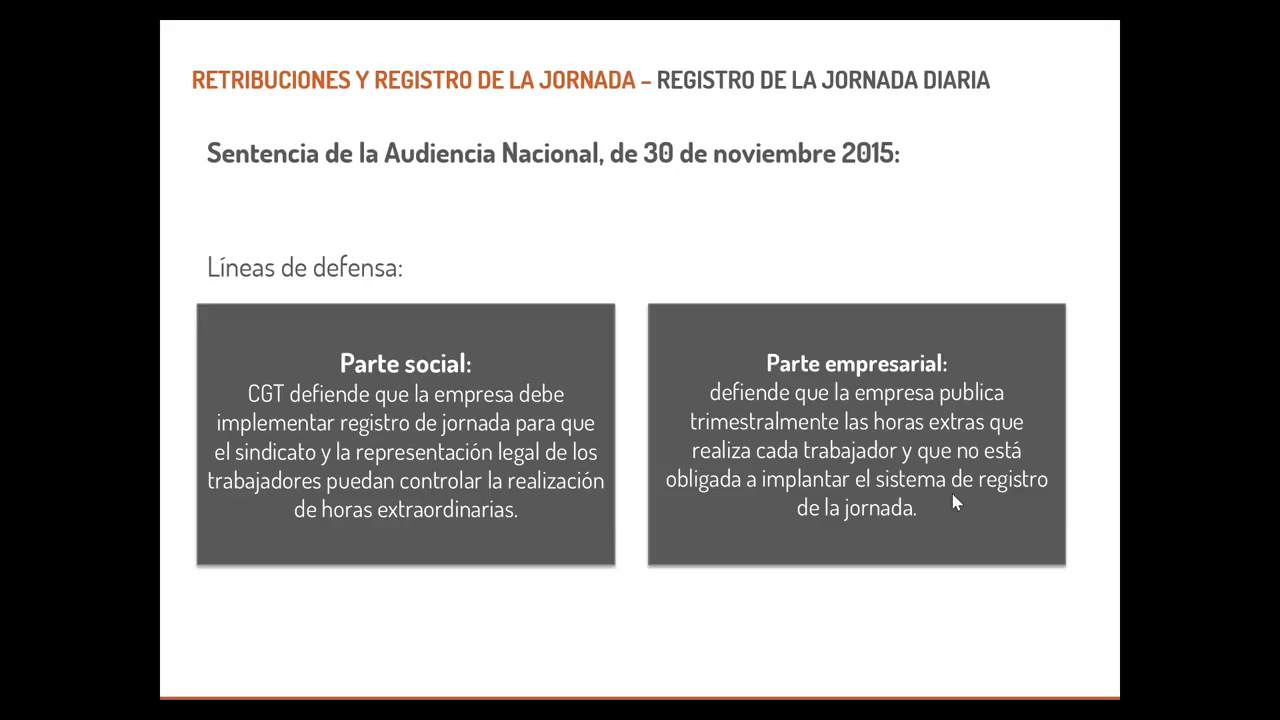 RETRIBUCIONES Y REGISTRO DE LA JORNADA – REGISTRO DE LA JORNADA DIARIA
Sentencia de la Audiencia Nacional, de 30 de noviembre 2015:
Líneas de defensa:
Parte social:
CGT defiende que la empresa debe
implementar registro de jornada para que
el sindicato y la representación legal de los
trabajadores puedan controlar la realización
de horas extraordinarias.
Parte empresarial:
defiende que la empresa publica
trimestralmente las horas extras que
realiza cada trabajador y que no está
obligada a implantar el sistema de registro
de la jornada.